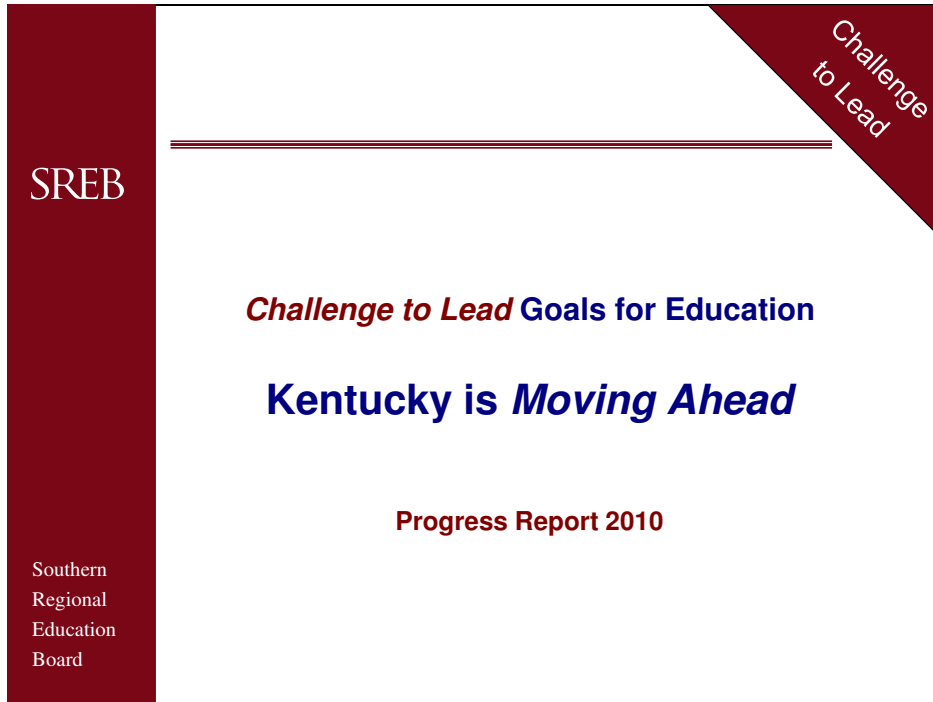 Challenge
to Lead
SREB
Challenge to Lead Goals for Education
Kentucky is Moving Ahead
Progress Report 2010
Southern
Regional
Education
Board